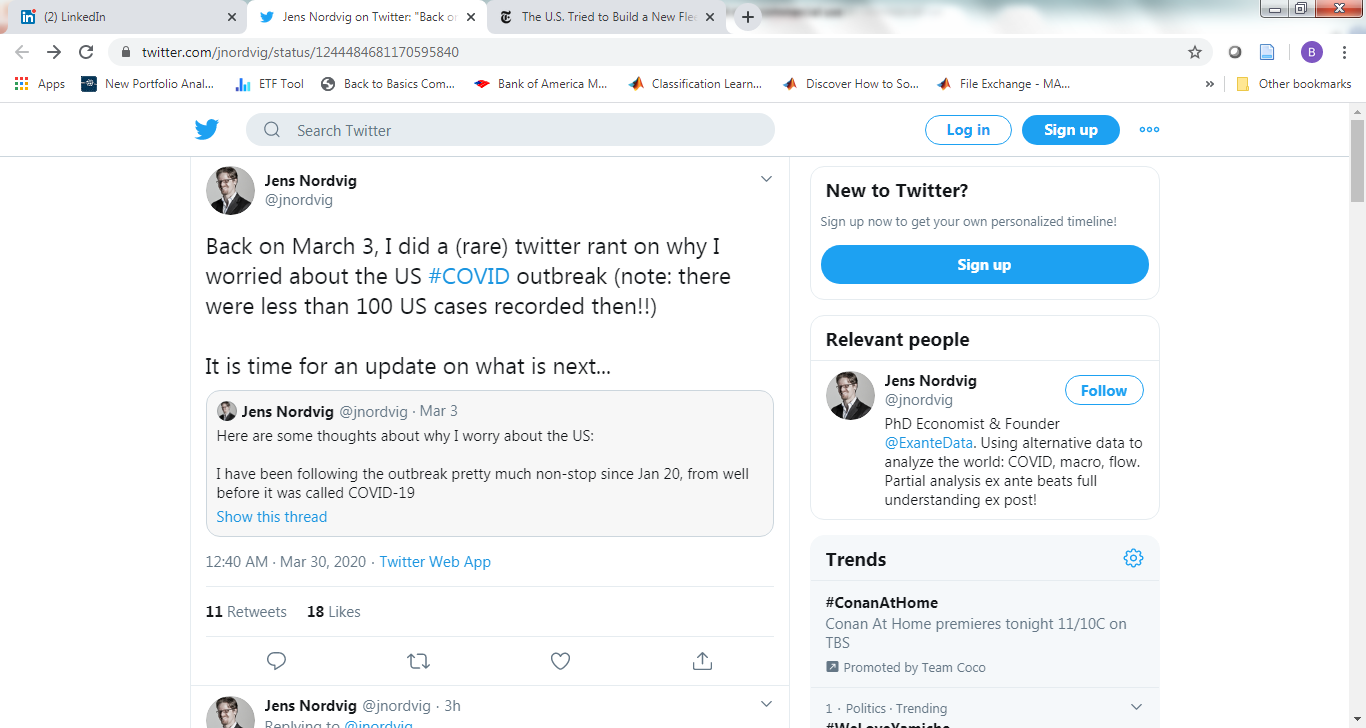 (2) LinkedIn
Jens Nordvig on Twitter: "Back or
The U.S. Tried to Build a New Flee
twitter.com/jnordvig/status/1244484681170595840
B
Apps
New Portfolio Anal...
ETF Tool
Back to Basics Com...
Bank of America M...
Classification Learn...
Discover How to So...
File Exchange - MA...
»
Other bookmarks
Search Twitter
Log in
Sign up
Jens Nordvig
@jnordvig
Back on March 3, I did a (rare) twitter rant on why I
worried about the US #COVID outbreak (note: there
were less than 100 US cases recorded then!!)
It is time for an update on what is next...
Jens Nordvig @jnordvig · Mar 3
Here are some thoughts about why I worry about the US:
I have been following the outbreak pretty much non-stop since Jan 20, from well
before it was called COVID-19
Show this thread
12:40 AM · Mar 30, 2020 · Twitter Web App
11 Retweets 18 Likes
Jens Nordvig @jnordvig · 3h
Replying to @jnordvig
New to Twitter?
Sign up now to get your own personalized timeline!
Sign up
Relevant people
Jens Nordvig
@jnordvig
Follow
PhD Economist & Founder
@ExanteData. Using alternative data to
analyze the world: COVID, macro, flow.
Partial analysis ex ante beats full
understanding ex post!
Trends
#ConanAtHome
Conan At Home premieres tonight 11/10C on
TBS
Promoted by Team Coco
1 · Politics · Trending
#WeLoveYamiche